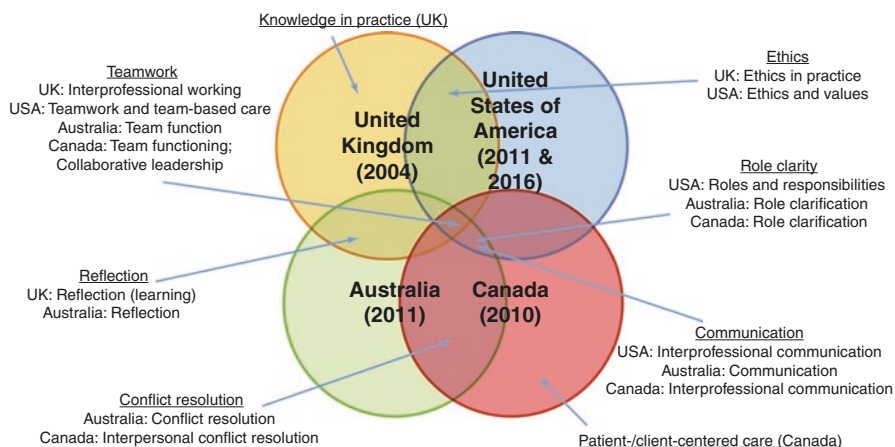 Knowledge in practice (UK)
Teamwork
UK: Interprofessional working
USA: Teamwork and team-based care
Australia: Team function
Canada: Team functioning;
Collaborative leadership
Ethics
UK: Ethics in practice
USA: Ethics and values
United
Kingdom
(2004)
United
States of
America
(2011 &
2016)
Role clarity
USA: Roles and responsibilities
Australia: Role clarification
Canada: Role clarification
Reflection
UK: Reflection (learning)
Australia: Reflection
Australia
(2011)
Canada
(2010)
Communication
USA: Interprofessional communication
Australia: Communication
Canada: Interprofessional communication
Conflict resolution
Australia: Conflict resolution
Canada: Interpersonal conflict resolution
Patient-/client-centered care (Canada)